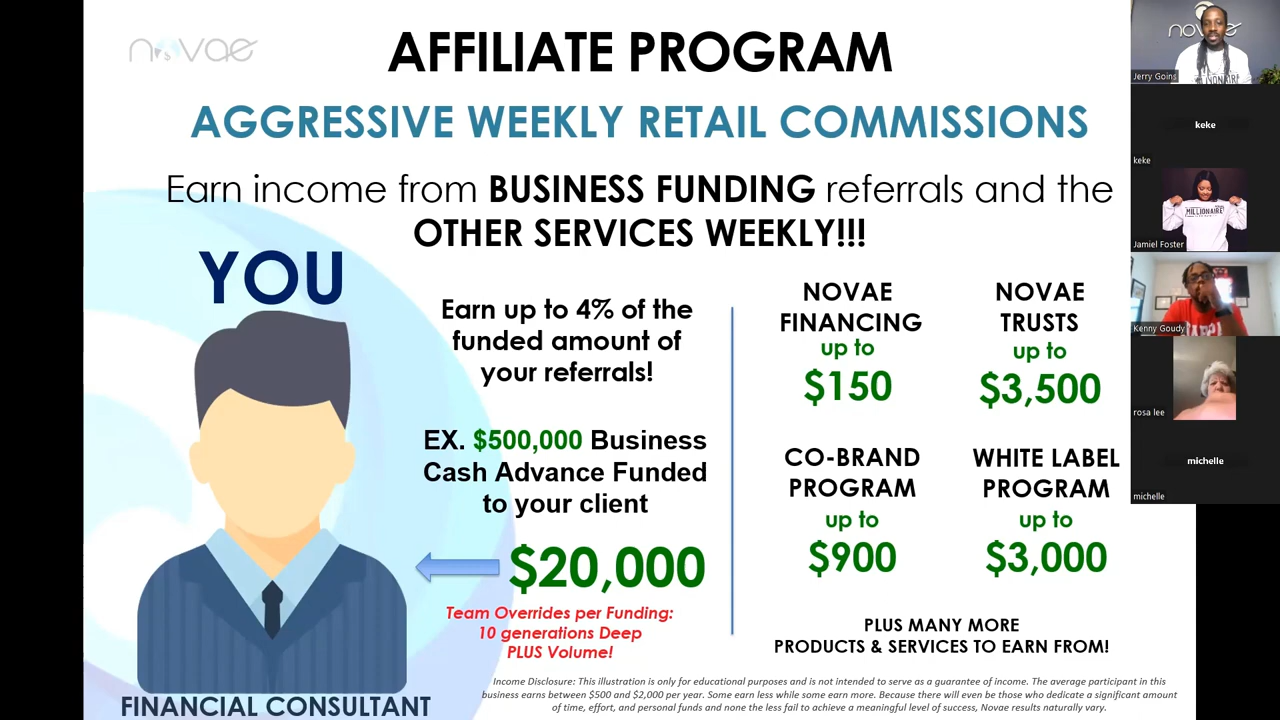 novae
AFFILIATE PROGRAM
AGGRESSIVE WEEKLY RETAIL COMMISSIONS
Earn income from BUSINESS FUNDING referrals and the
OTHER SERVICES WEEKLY!!!
YOU
Earn up to 4% of the
funded amount of
your referrals!
EX. $500,000 Business
Cash Advance Funded
to your client
$20,000
Team Overrides per Funding:
10 generations Deep
PLUS Volume!
FINANCIAL CONSULTANT
NOVAE
FINANCING
up to
$150
NOVAE
TRUSTS
up to
$3,500
CO-BRAND
PROGRAM
up to
$900
WHITE LABEL
PROGRAM
up to
$3,000
PLUS MANY MORE
PRODUCTS & SERVICES TO EARN FROM!
Income Disclosure: This illustration is only for educational purposes and is not intended to serve as a guarantee of income. The average participant in this
business earns between $500 and $2,000 per year. Some earn less while some earn more. Because there will even be those who dedicate a significant amount
of time, effort, and personal funds and none the less fail to achieve a meaningful level of success, Novae results naturally vary.
Jerry Goins
keke
keke
MILLIONAIRE
Jamiel Foster
Kenny Goudy
rosa lee
michelle
michelle